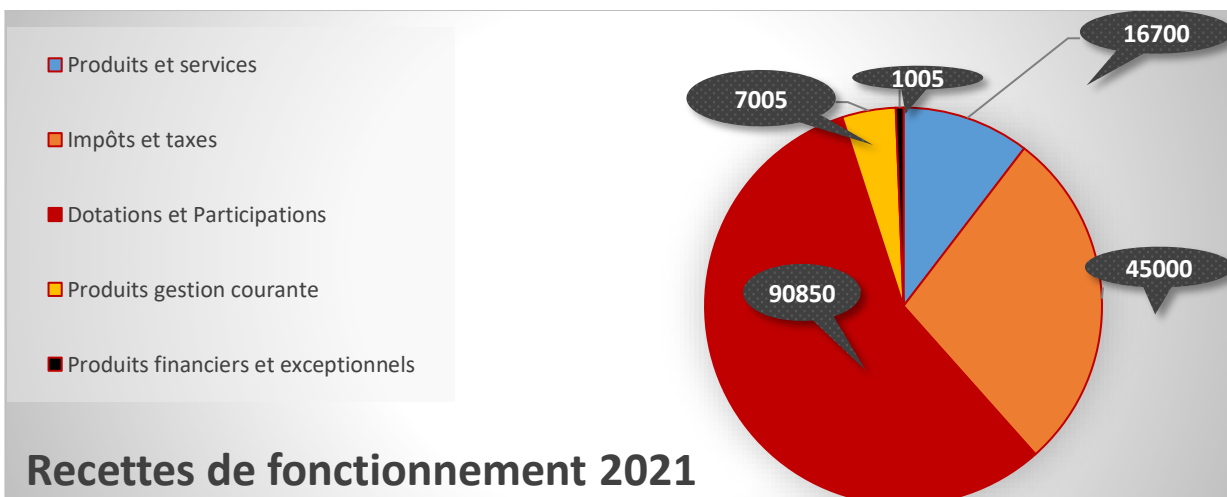 Produits et services
Impôts et taxes
Dotations et Participations
Produits gestion courante
Produits financiers et exceptionnels
16700
1005
7005
45000
90850
Recettes de fonctionnement 2021